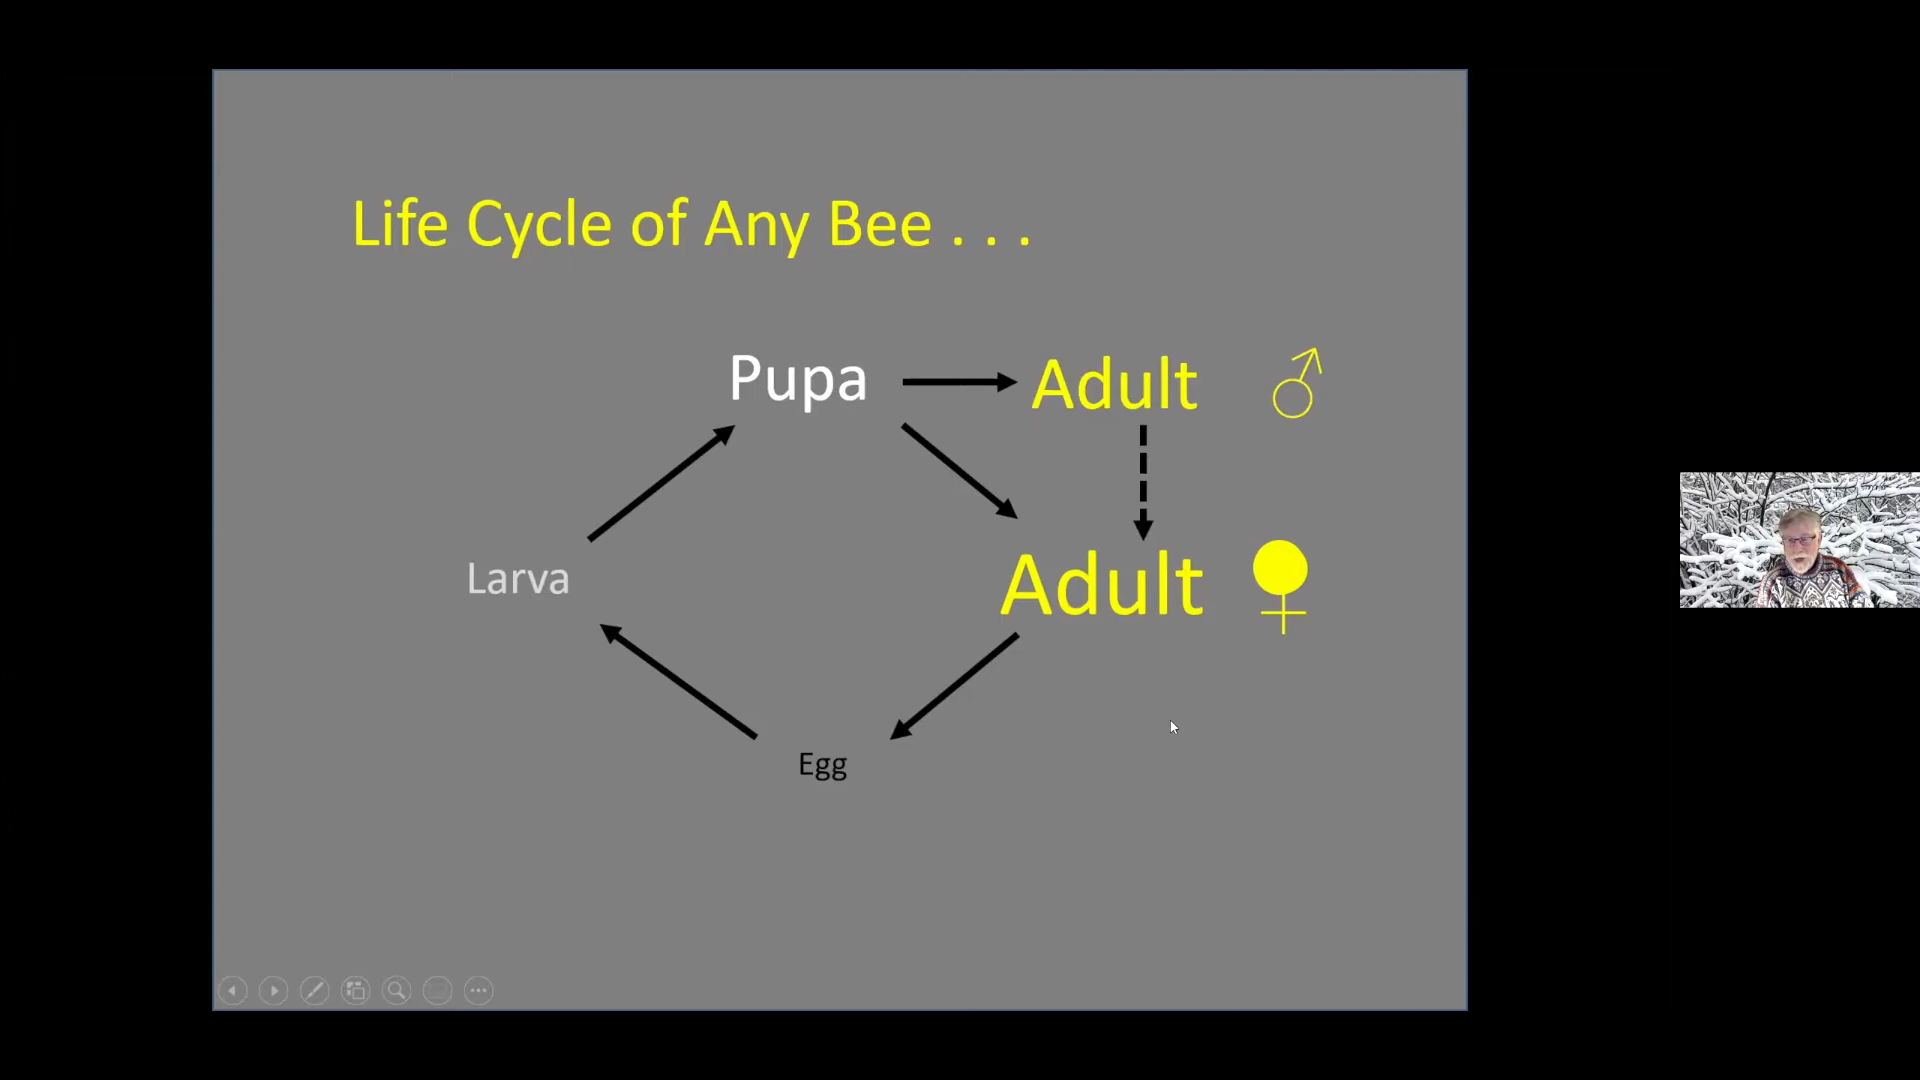 Life Cycle of Any Bee . . .
Pupa
Adult ♂
Larva
Adult ♀
Egg